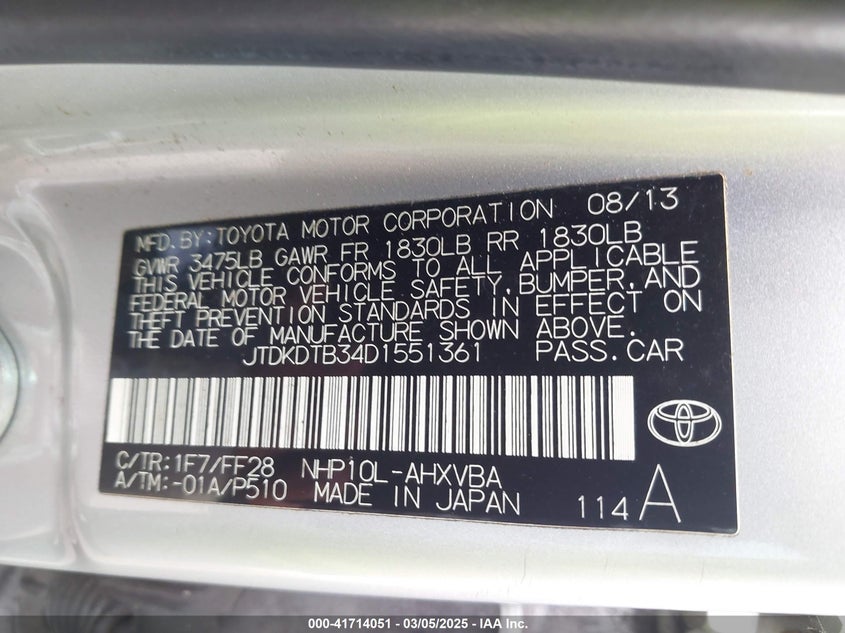 MFD.BY:TOYOTA MOTOR CORPORATION 08/13
GVWR 3475LB GAWR FR 1830LB RR 1830LB
THIS VEHICLE CONFORMS TO ALL APPLICABLE
FEDERAL MOTOR VEHICLE SAFETY,BUMPER,AND
THEFT PREVENTION STANDARDS IN EFFECT ON
THE DATE OF MANUFACTURE SHOWN ABOVE.
JTDKDTB34D1551361 PASS.CAR
C/TR:1F7/FF28 NHP10L-AHXVBA
A/TM:-01A/P510 MADE IN JAPAN 114A
000-41714051 - 03/05/2025 - IAA Inc.